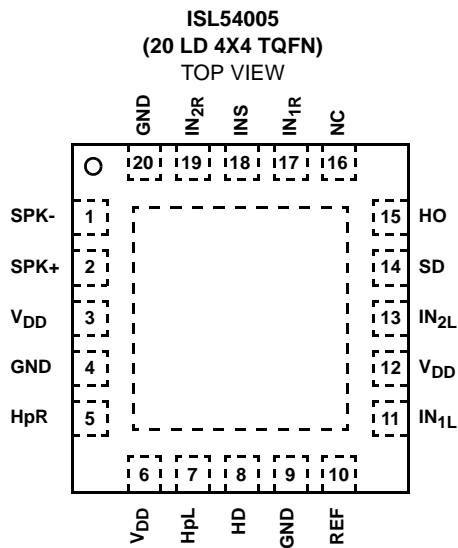 ISL54005
(20 LD 4X4 TQFN)
TOP VIEW
GND IN2R INS IN1R NC
20 19 18 17 16
SPK- 1 15 HO
SPK+ 2 14 SD
VDD 3 13 IN2L
GND 4 12 VDD
HpR 5 11 IN1L
6 7 8 9 10
VDD HpL HD GND REF